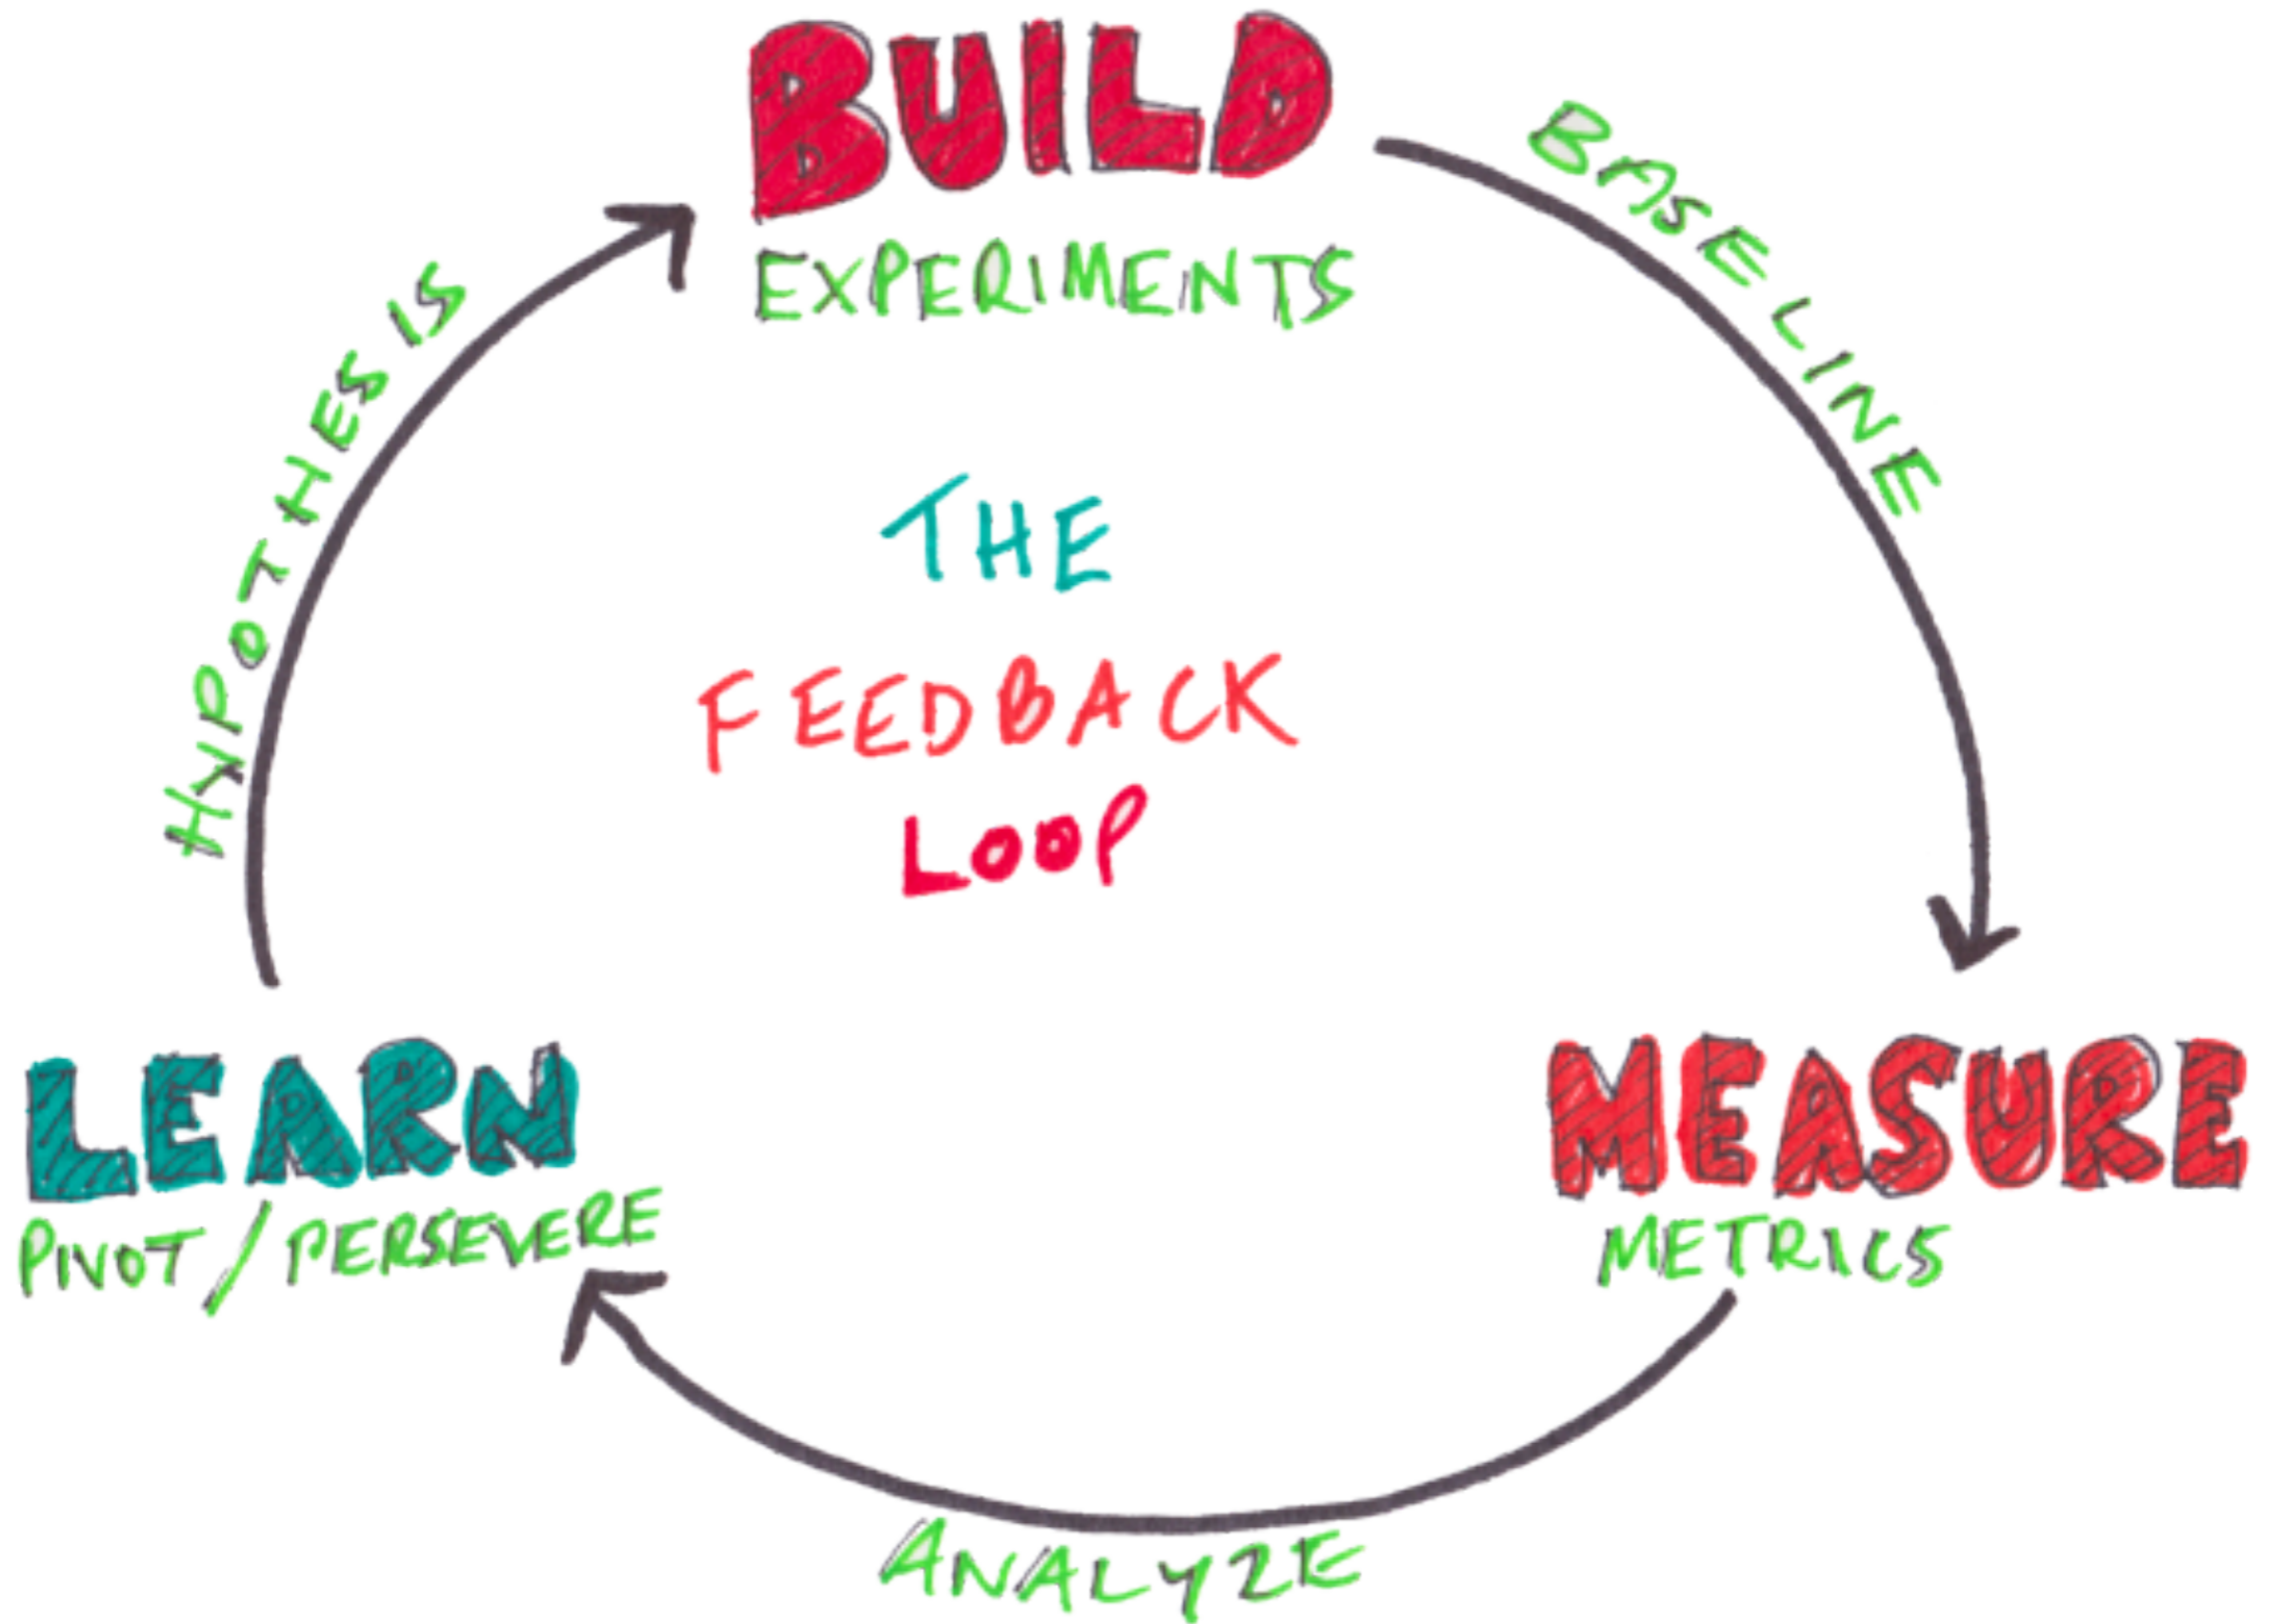 BUILD
EXPERIMENTS
BASELINE
HYPOTHESIS
THE
FEEDBACK
LOOP
LEARN
PIVOT/PERSEVERE
MEASURE
METRICS
ANALYZE